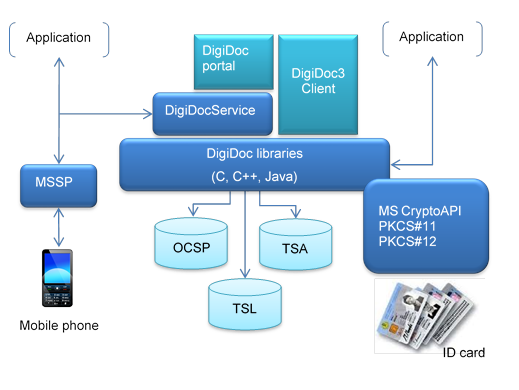 Application
Application
DigiDoc
portal
DigiDoc3
Client
DigiDocService
DigiDoc libraries
(C, C++, Java)
MSSP
MS CryptoAPI
PKCS#11
PKCS#12
OCSP
TSA
TSL
Mobile phone
ID card